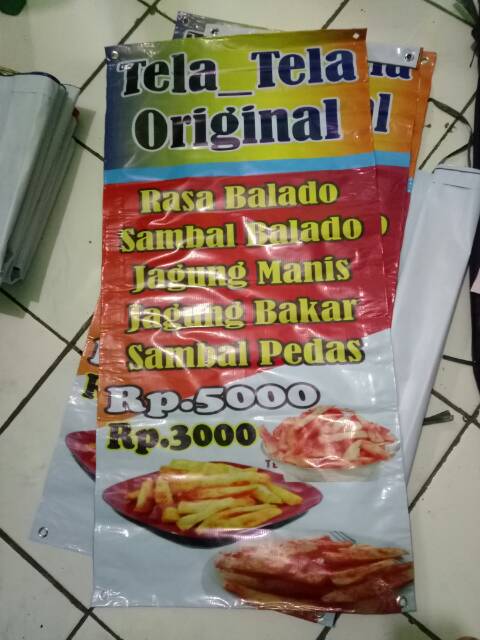 Tela_Tela
Original
Rasa Balado
Sambal Balado
Jagung Manis
Jagung Bakar
Sambal Pedas
Rp.5000
Rp.3000